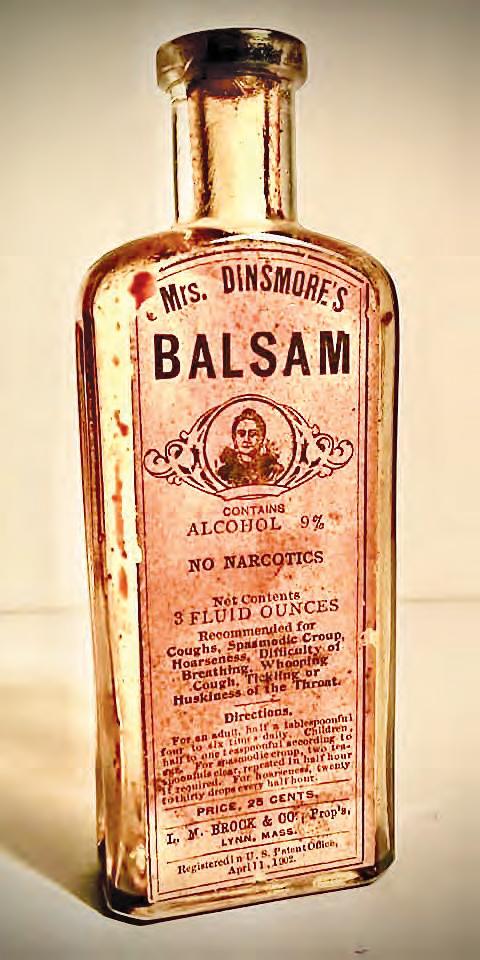 Mrs. DINSMORE'S
BALSAM
CONTAINS
ALCOHOL 9%
NO NARCOTICS
Net Contents
3 FLUID OUNCES
Recommended for
Coughs, Spasmodic Croup,
Hoarseness, Difficulty of
Breathing, Whooping
Cough, Tickling or
Huskiness of the Throat.
Directions.
For an adult, half a tablespoonful
four to six times daily. Children,
half to one teaspoonful according to
age. For spasmodic croup, two tea-
spoonfuls clear, repeated in half hour
if required. For hoarseness, twenty
to thirty drops every half hour.
PRICE, 25 CENTS.
L. M. BROCK & CO., Prop's,
LYNN, MASS.
Registered in U. S. Patent Office,
April 1, 1902.